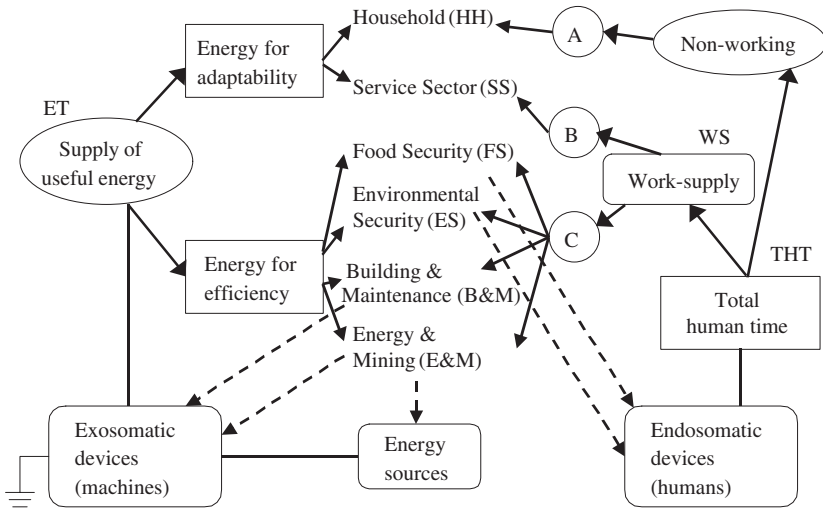 Household (HH)
A
Non-working
Energy for
adaptability
Service Sector (SS)
ET
B
WS
Supply of
useful energy
Food Security (FS)
Work-supply
Environmental
Security (ES)
C
Energy for
efficiency
Building &
Maintenance (B&M)
THT
Total
human time
Energy &
Mining (E&M)
Exosomatic
devices
(machines)
Energy
sources
Endosomatic
devices
(humans)